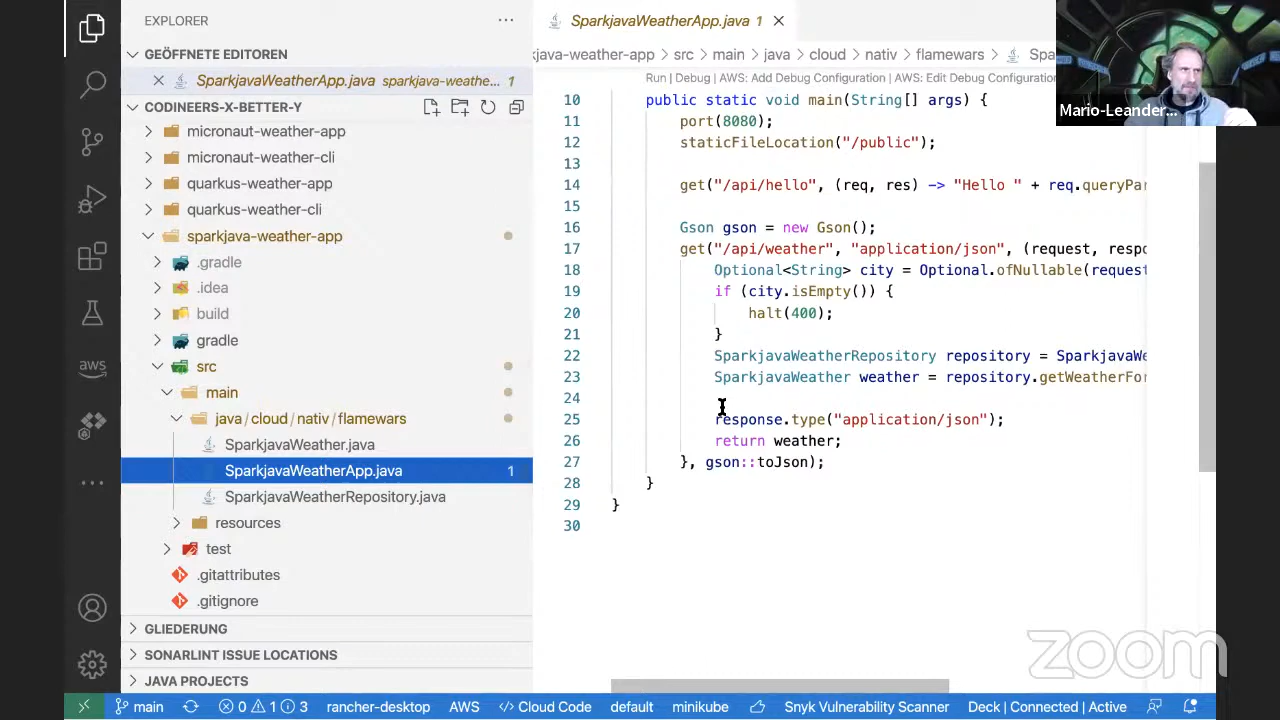 EXPLORER
GEÖFFNETE EDITOREN
SparkjavaWeatherApp.java sparkjava-weathe... 1
CODINEERS-X-BETTER-Y
micronaut-weather-app
micronaut-weather-cli
quarkus-weather-app
quarkus-weather-cli
sparkjava-weather-app
.gradle
.idea
build
gradle
src
main
java/cloud/nativ/flamewars
SparkjavaWeather.java
SparkjavaWeatherApp.java 1
SparkjavaWeatherRepository.java
resources
test
.gitattributes
.gitignore
GLIEDERUNG
SONARLINT ISSUE LOCATIONS
JAVA PROJECTS
aws
SparkjavaWeatherApp.java 1
kjava-weather-app > src > main > java > cloud > nativ > flamewars > Spa
Run | Debug | AWS: Add Debug Configuration | AWS: Edit Debug Configuration
10 public static void main(String[] args) {
11 port(8080);
12 staticFileLocation("/public");
13
14 get("/api/hello", (req, res) -> "Hello " + req.queryPar
15
16 Gson gson = new Gson();
17 get("/api/weather", "application/json", (request, respo
18 Optional<String> city = Optional.ofNullable(request
19 if (city.isEmpty()) {
20 halt(400);
21 }
22 SparkjavaWeatherRepository repository = SparkjavaWe
23 SparkjavaWeather weather = repository.getWeatherFor
24
25 response.type("application/json");
26 return weather;
27 }, gson::toJson);
28 }
29 }
30
Mario-Leander...
zoom
main 0 1 3 rancher-desktop AWS Cloud Code default minikube Snyk Vulnerability Scanner Deck | Connected | Active